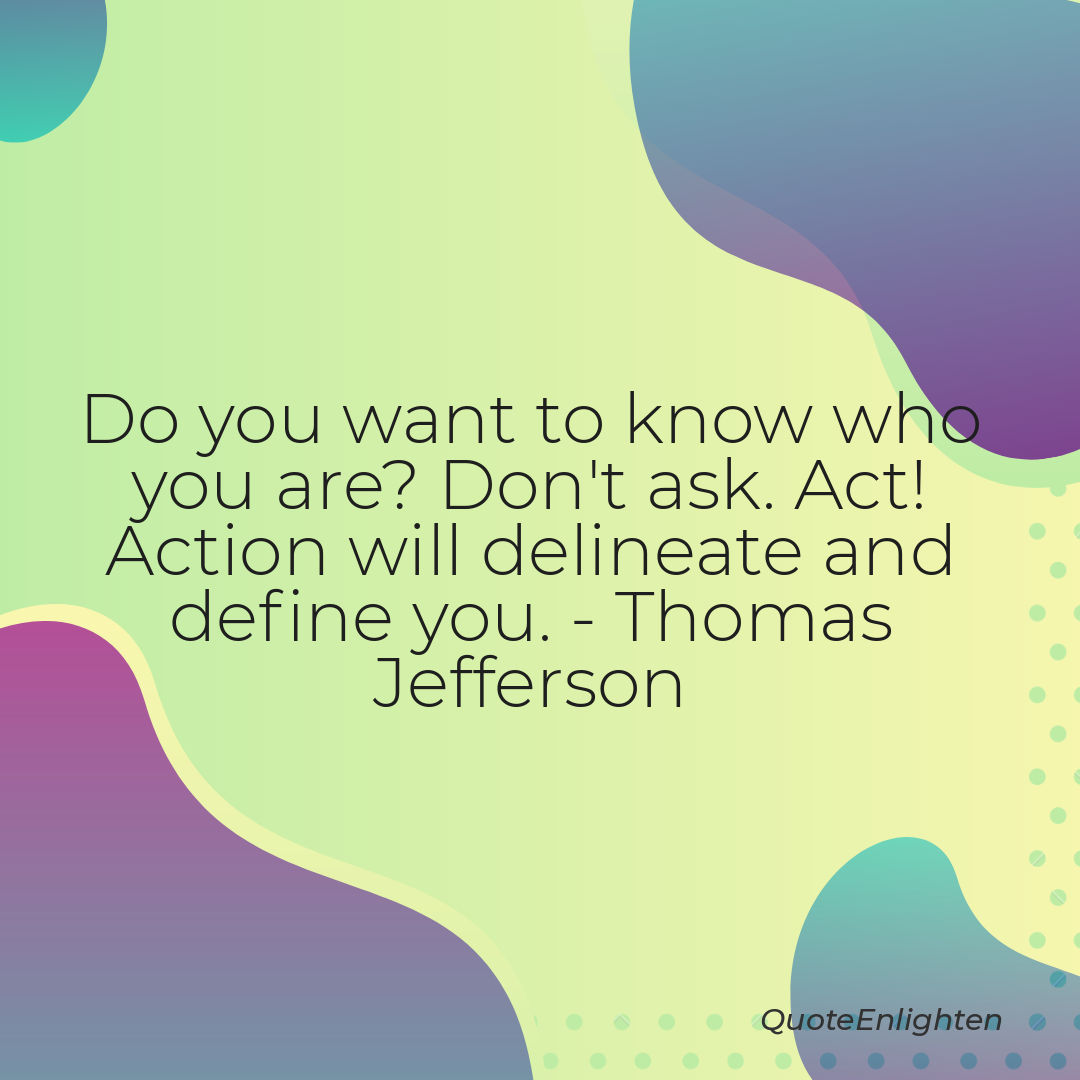 Do you want to know who
you are? Don't ask. Act!
Action will delineate and
define you. - Thomas
Jefferson
QuoteEnlighten